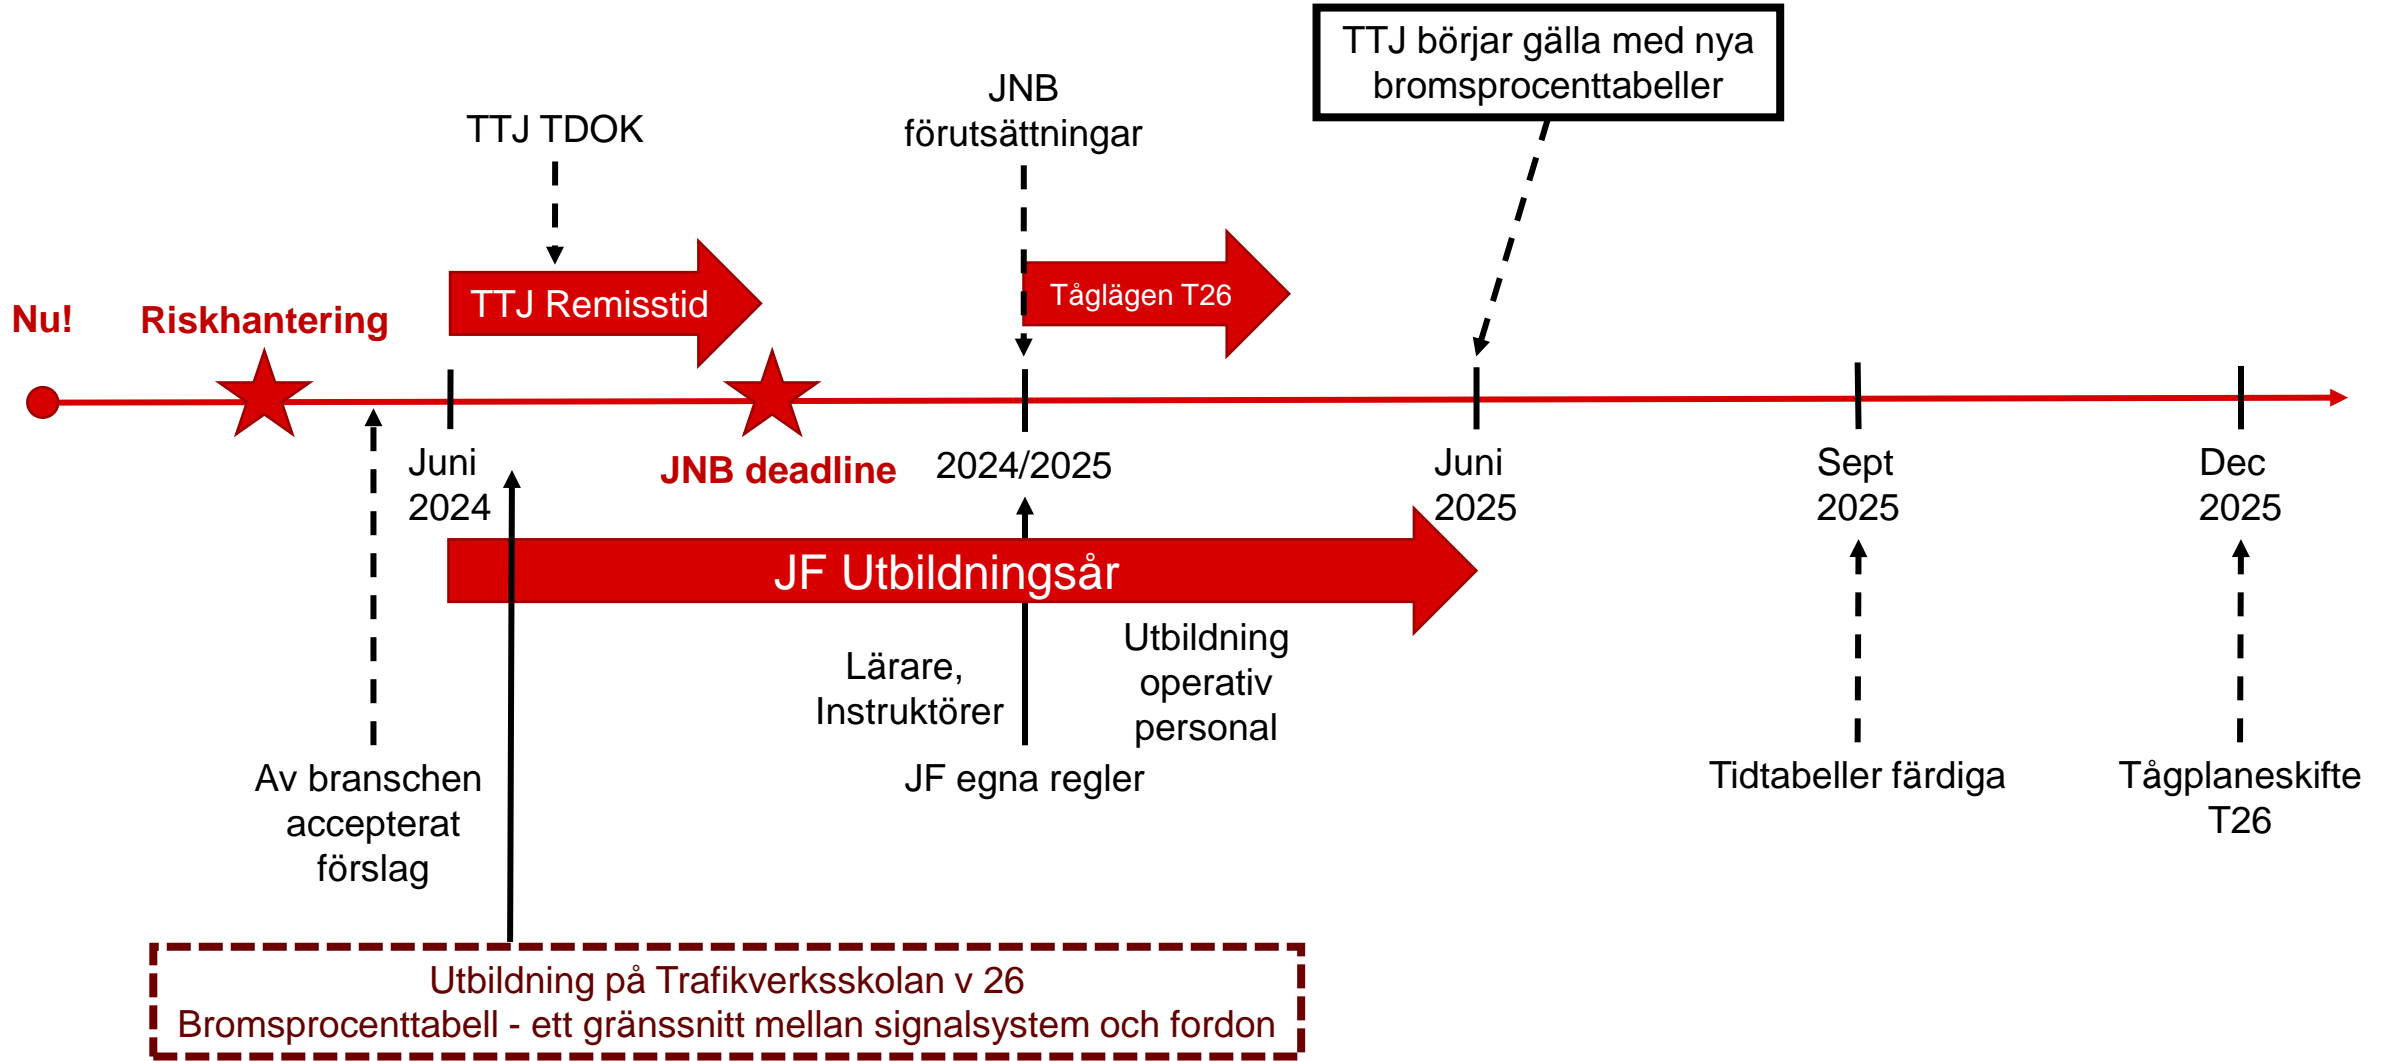 TTJ börjar gälla med nya
bromsprocenttabeller
JNB
förutsättningar
TTJ TDOK
TTJ Remisstid
Tåglägen T26
Nu!
Riskhantering
Juni
2024
JNB deadline
2024/2025
Juni
2025
Sept
2025
Dec
2025
JF Utbildningsår
Lärare,
Instruktörer
Utbildning
operativ
personal
Av branschen
accepterat
förslag
JF egna regler
Tidtabeller färdiga
Tågplaneskifte
T26
Utbildning på Trafikverksskolan v 26
Bromsprocenttabell - ett gränssnitt mellan signalsystem och fordon